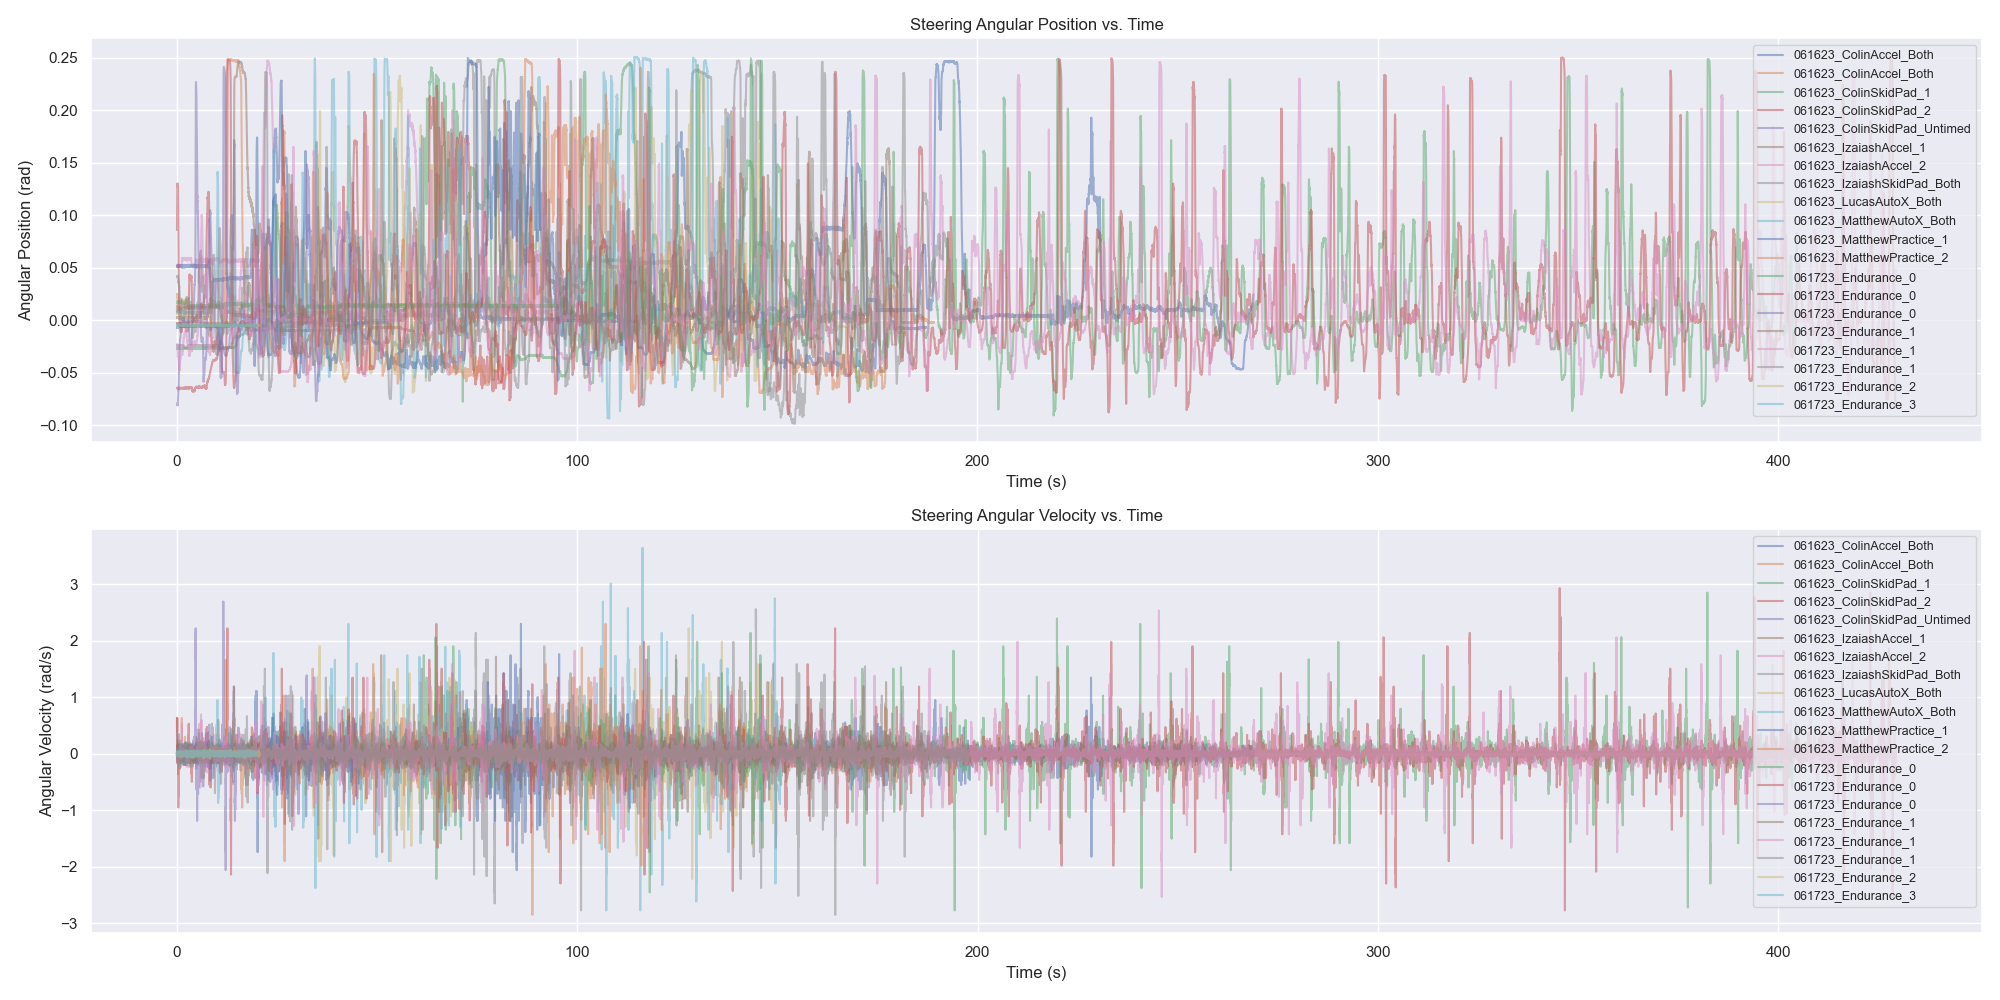 Steering Angular Position vs. Time
Angular Position (rad)
0.25
0.20
0.15
0.10
0.05
0.00
−0.05
−0.10
0
100
200
300
400
Time (s)
061623_ColinAccel_Both
061623_ColinAccel_Both
061623_ColinSkidPad_1
061623_ColinSkidPad_2
061623_ColinSkidPad_Untimed
061623_IzaiashAccel_1
061623_IzaiashAccel_2
061623_IzaiashSkidPad_Both
061623_LucasAutoX_Both
061623_MatthewAutoX_Both
061623_MatthewPractice_1
061623_MatthewPractice_2
061723_Endurance_0
061723_Endurance_0
061723_Endurance_0
061723_Endurance_1
061723_Endurance_1
061723_Endurance_1
061723_Endurance_2
061723_Endurance_3
Steering Angular Velocity vs. Time
Angular Velocity (rad/s)
3
2
1
0
−1
−2
−3
0
100
200
300
400
Time (s)
061623_ColinAccel_Both
061623_ColinAccel_Both
061623_ColinSkidPad_1
061623_ColinSkidPad_2
061623_ColinSkidPad_Untimed
061623_IzaiashAccel_1
061623_IzaiashAccel_2
061623_IzaiashSkidPad_Both
061623_LucasAutoX_Both
061623_MatthewAutoX_Both
061623_MatthewPractice_1
061623_MatthewPractice_2
061723_Endurance_0
061723_Endurance_0
061723_Endurance_0
061723_Endurance_1
061723_Endurance_1
061723_Endurance_1
061723_Endurance_2
061723_Endurance_3